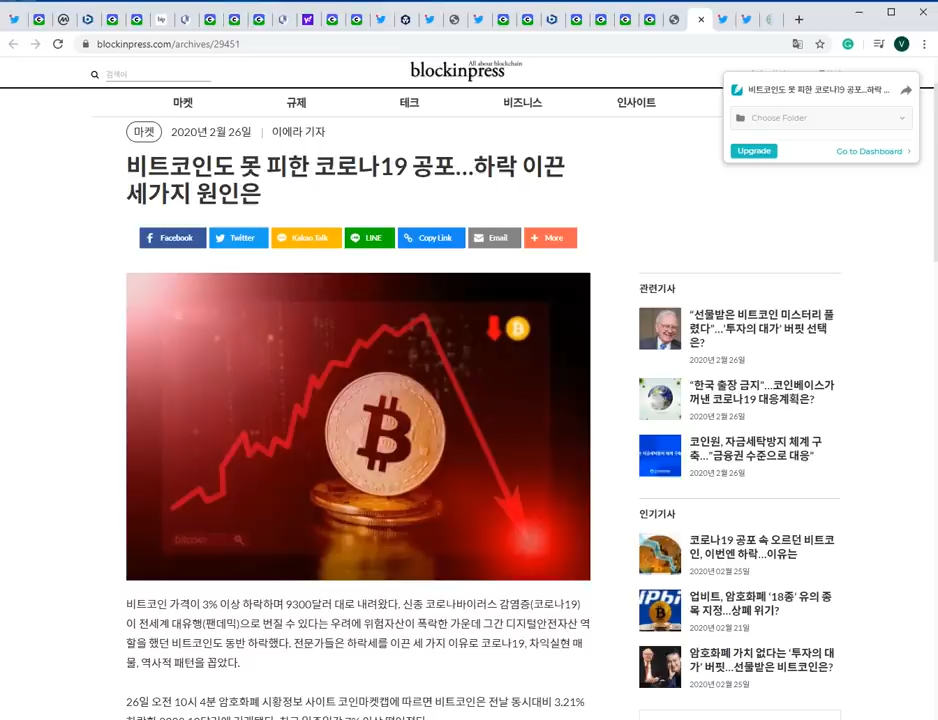 blockinpress.com/archives/29451
V
검색어
All about blockchain
blockinpress
마켓
규제
테크
비즈니스
인사이트
비트코인도 못 피한 코로나19 공포...하락 ...
Choose Folder
Upgrade
Go to Dashboard
마켓
2020년 2월 26일 | 이에라 기자
비트코인도 못 피한 코로나19 공포…하락 이끈
세가지 원인은
Facebook
Twitter
Kakao Talk
LINE
Copy Link
Email
More
bitcoin
관련기사
“선물받은 비트코인 미스터리 풀
렸다”…‘투자의 대가’ 버핏 선택
은?
2020년 2월 26일
“한국 출장 금지”…코인베이스가
꺼낸 코로나19 대응계획은?
2020년 2월 26일
코인원, 자금세탁방지 체계 구
축…”금융권 수준으로 대응”
2020년 2월 26일
인기기사
코로나19 공포 속 오르던 비트코
인, 이번엔 하락…이유는
2020년 02월 25일
업비트, 암호화폐 ‘18종’ 유의 종
목 지정…상폐 위기?
2020년 02월 21일
암호화폐 가치 없다는 ‘투자의 대
가’ 버핏…선물받은 비트코인은?
2020년 02월 25일
비트코인 가격이 3% 이상 하락하며 9300달러 대로 내려왔다. 신종 코로나바이러스 감염증(코로나19)
이 전세계 대유행(팬데믹)으로 번질 수 있다는 우려에 위험자산이 폭락한 가운데 그간 디지털안전자산 역
할을 했던 비트코인도 동반 하락했다. 전문가들은 하락세를 이끈 세 가지 이유로 코로나19, 차익실현 매
물, 역사적 패턴을 꼽았다.
26일 오전 10시 4분 암호화폐 시황정보 사이트 코인마켓캡에 따르면 비트코인은 전날 동시대비 3.21%